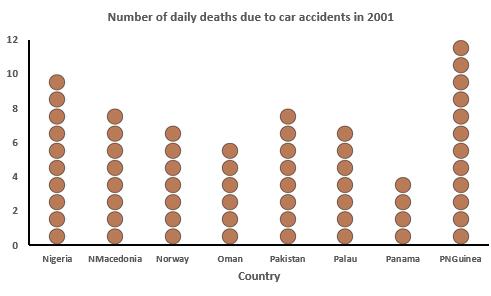 Number of daily deaths due to car accidents in 2001
12
10
8
6
4
2
0
Nigeria NMacedonia Norway Oman Pakistan Palau Panama PNGuinea
Country